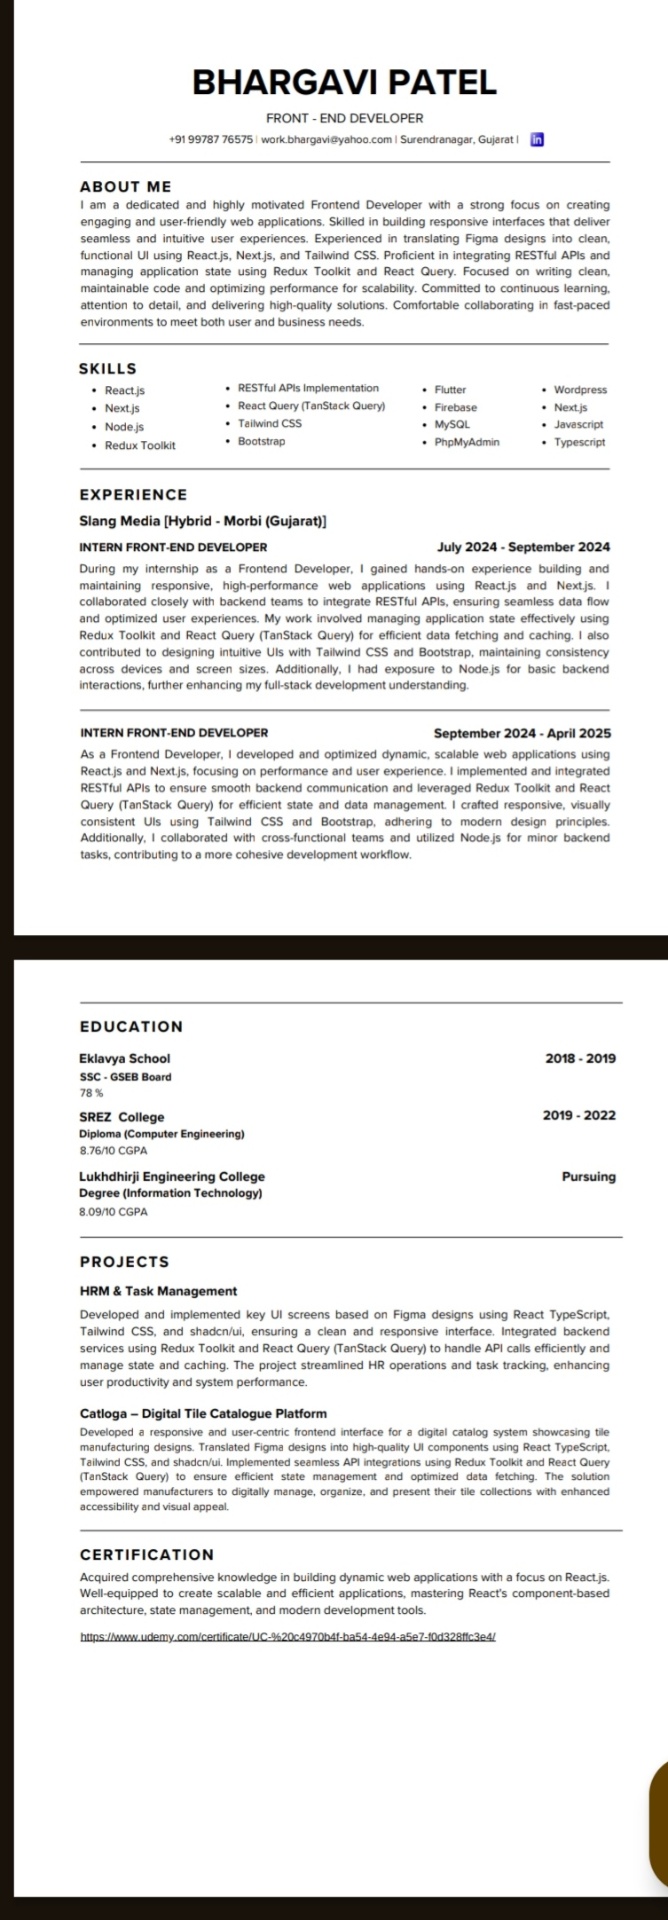 BHARGAVI PATEL
FRONT - END DEVELOPER
+91 99787 76575 | work.bhargavi@yahoo.com | Surendranagar, Gujarat | in
ABOUT ME
I am a dedicated and highly motivated Frontend Developer with a strong focus on creating
engaging and user-friendly web applications. Skilled in building responsive interfaces that deliver
seamless and intuitive user experiences. Experienced in translating Figma designs into clean,
functional UI using React.js, Next.js, and Tailwind CSS. Proficient in integrating RESTful APIs and
managing application state using Redux Toolkit and React Query. Focused on writing clean,
maintainable code and optimizing performance for scalability. Committed to continuous learning,
attention to detail, and delivering high-quality solutions. Comfortable collaborating in fast-paced
environments to meet both user and business needs.
SKILLS
• React.js
• Next.js
• Node.js
• Redux Toolkit
• RESTful APIs Implementation
• React Query (TanStack Query)
• Tailwind CSS
• Bootstrap
• Flutter
• Firebase
• MySQL
• PhpMyAdmin
• Wordpress
• Next.js
• Javascript
• Typescript
EXPERIENCE
Slang Media [Hybrid - Morbi (Gujarat)]
INTERN FRONT-END DEVELOPER July 2024 - September 2024
During my internship as a Frontend Developer, I gained hands-on experience building and
maintaining responsive, high-performance web applications using React.js and Next.js. I
collaborated closely with backend teams to integrate RESTful APIs, ensuring seamless data flow
and optimized user experiences. My work involved managing application state effectively using
Redux Toolkit and React Query (TanStack Query) for efficient data fetching and caching. I also
contributed to designing intuitive UIs with Tailwind CSS and Bootstrap, maintaining consistency
across devices and screen sizes. Additionally, I had exposure to Node.js for basic backend
interactions, further enhancing my full-stack development understanding.
INTERN FRONT-END DEVELOPER September 2024 - April 2025
As a Frontend Developer, I developed and optimized dynamic, scalable web applications using
React.js and Next.js, focusing on performance and user experience. I implemented and integrated
RESTful APIs to ensure smooth backend communication and leveraged Redux Toolkit and React
Query (TanStack Query) for efficient state and data management. I crafted responsive, visually
consistent UIs using Tailwind CSS and Bootstrap, adhering to modern design principles.
Additionally, I collaborated with cross-functional teams and utilized Node.js for minor backend
tasks, contributing to a more cohesive development workflow.
EDUCATION
Eklavya School 2018 - 2019
SSC - GSEB Board
78 %
SREZ College 2019 - 2022
Diploma (Computer Engineering)
8.76/10 CGPA
Lukhdhirji Engineering College Pursuing
Degree (Information Technology)
8.09/10 CGPA
PROJECTS
HRM & Task Management
Developed and implemented key UI screens based on Figma designs using React TypeScript,
Tailwind CSS, and shadcn/ui, ensuring a clean and responsive interface. Integrated backend
services using Redux Toolkit and React Query (TanStack Query) to handle API calls efficiently and
manage state and caching. The project streamlined HR operations and task tracking, enhancing
user productivity and system performance.
Catloga – Digital Tile Catalogue Platform
Developed a responsive and user-centric frontend interface for a digital catalog system showcasing tile
manufacturing designs. Translated Figma designs into high-quality UI components using React TypeScript,
Tailwind CSS, and shadcn/ui. Implemented seamless API integrations using Redux Toolkit and React Query
(TanStack Query) to ensure efficient state management and optimized data fetching. The solution
empowered manufacturers to digitally manage, organize, and present their tile collections with enhanced
accessibility and visual appeal.
CERTIFICATION
Acquired comprehensive knowledge in building dynamic web applications with a focus on React.js.
Well-equipped to create scalable and efficient applications, mastering React's component-based
architecture, state management, and modern development tools.
https://www.udemy.com/certificate/UC-%20c4970b4f-ba54-4e94-a5e7-f0d328ffc3e4/